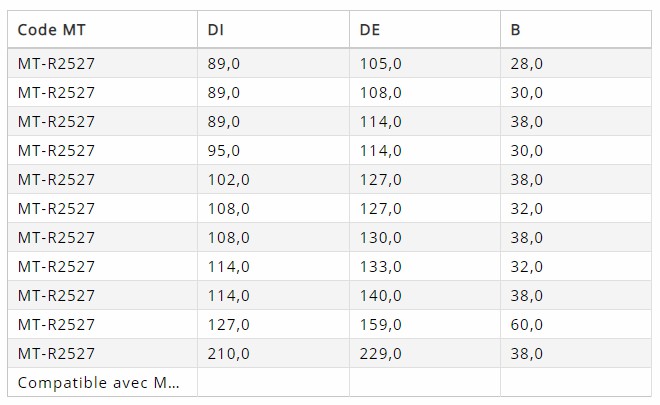 Code MT DI DE B
MT-R2527 89,0 105,0 28,0
MT-R2527 89,0 108,0 30,0
MT-R2527 89,0 114,0 38,0
MT-R2527 95,0 114,0 30,0
MT-R2527 102,0 127,0 38,0
MT-R2527 108,0 127,0 32,0
MT-R2527 108,0 130,0 38,0
MT-R2527 114,0 133,0 32,0
MT-R2527 114,0 140,0 38,0
MT-R2527 127,0 159,0 60,0
MT-R2527 210,0 229,0 38,0
Compatible avec M...